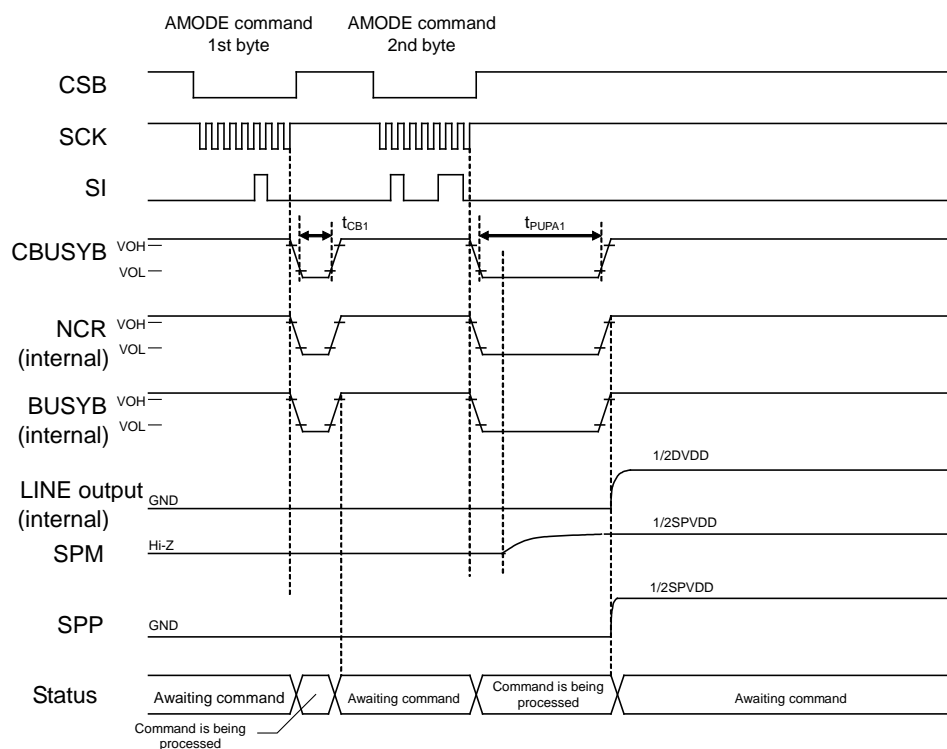 AMODE command
1st byte
AMODE command
2nd byte
CSB
SCK
SI
tCB1
tPUPA1
CBUSYB
VOH
VOL
NCR
(internal)
VOH
VOL
BUSYB
(internal)
VOH
VOL
1/2DVDD
LINE output
(internal)
GND
1/2SPVDD
SPM
Hi-Z
1/2SPVDD
SPP
GND
Status
Awaiting command
Command is being
processed
Awaiting command
Command is being
processed
Awaiting command